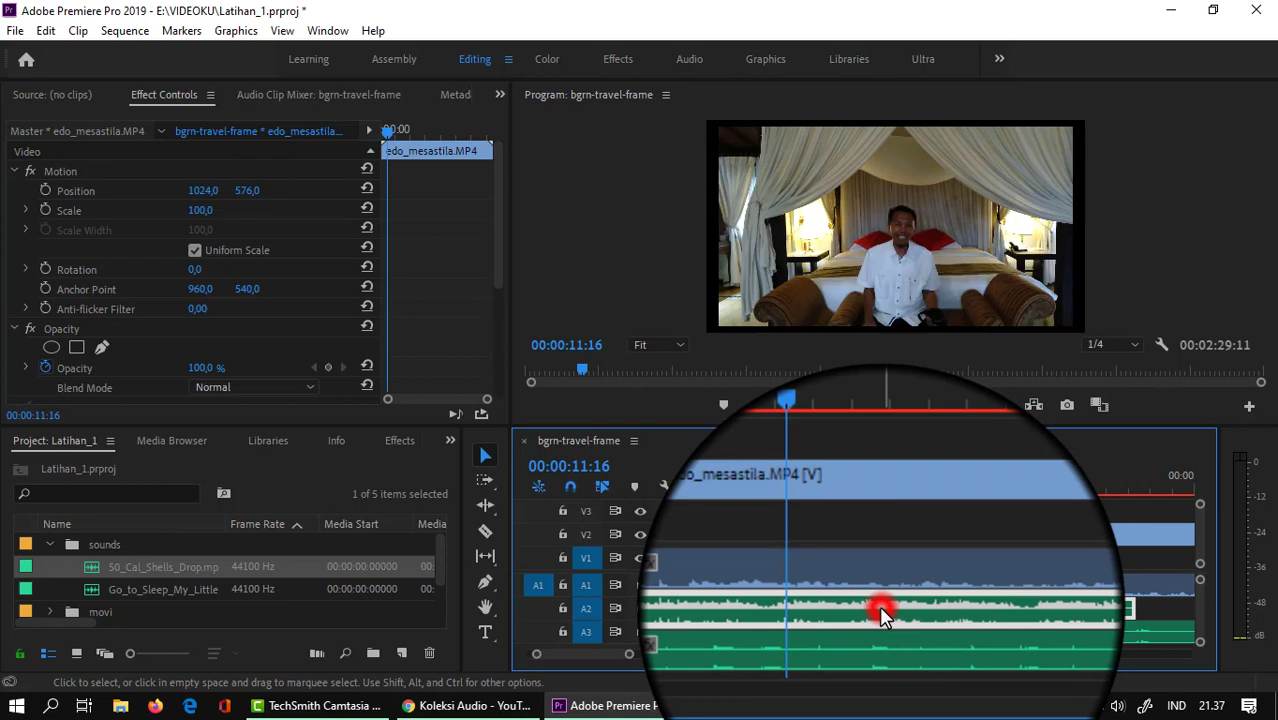 Adobe Premiere Pro 2019 - E:\VIDEOKU\Latihan_1.prproj *
File Edit Clip Sequence Markers Graphics View Window Help
Learning Assembly Editing Color Effects Audio Graphics Libraries Ultra
Source: (no clips) Effect Controls Audio Clip Mixer: bgrn-travel-frame Metad
Program: bgrn-travel-frame
Master * edo_mesastila.MP4 bgrn-travel-frame * edo_mesastila... :00:00
Video edo_mesastila.MP4
fx Motion
Position 1024,0 576,0
Scale 100,0
Scale Width 100,0
Uniform Scale
Rotation 0,0
Anchor Point 960,0 540,0
Anti-flicker Filter 0,00
fx Opacity
Opacity 100,0 %
Blend Mode Normal
00:00:11:16
00:00:11:16 Fit 1/4 00:02:29:11
Project: Latihan_1 Media Browser Libraries Info Effects
Latihan_1.prproj
1 of 5 items selected
Name Frame Rate Media Start Media
sounds
50_Cal_Shells_Drop.mp 44100 Hz 00:00:00:00000 00:
Go_to_Sleep_My_Little 44100 Hz 00:00:00:00000 00:
movi
bgrn-travel-frame
00:00:11:16
00:00
do_mesastila.MP4 [V]
V3
V2
V1
A1 A1
A2
A3
0
-12
-24
-36
-48
dB
Click to select, or click in empty space and drag to marquee select. Use Shift, Alt, and Ctrl for other options.
TechSmith Camtasia Koleksi Audio - YouT... Adobe Premiere Pro IND 21.37